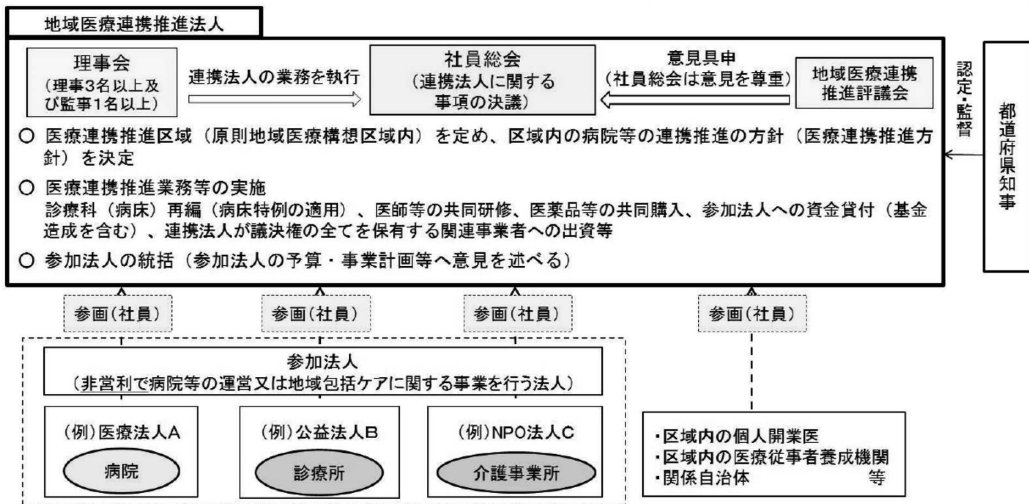 地域医療連携推進法人
理事会
(理事3名以上及
び監事1名以上)
連携法人の業務を執行
社員総会
(連携法人に関する
事項の決議)
意見具申
(社員総会は意見を尊重)
地域医療連携
推進評議会
認定・監督
都道府県知事
○ 医療連携推進区域(原則地域医療構想区域内)を定め、区域内の病院等の連携推進の方針(医療連携推進方
針)を決定
○ 医療連携推進業務等の実施
診療科(病床)再編(病床特例の適用)、医師等の共同研修、医薬品等の共同購入、参加法人への資金貸付(基金
造成を含む)、連携法人が議決権の全てを保有する関連事業者への出資等
○ 参加法人の統括(参加法人の予算・事業計画等へ意見を述べる)
参画(社員)
参画(社員)
参画(社員)
参画(社員)
参加法人
(非営利で病院等の運営又は地域包括ケアに関する事業を行う法人)
(例)医療法人A
病院
(例)公益法人B
診療所
(例)NPO法人C
介護事業所
・区域内の個人開業医
・区域内の医療従事者養成機関
・関係自治体 等